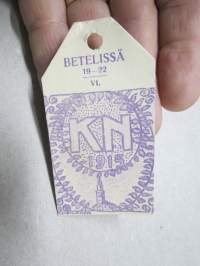 BETELISSÄ
19-22
VI.
KN
1915